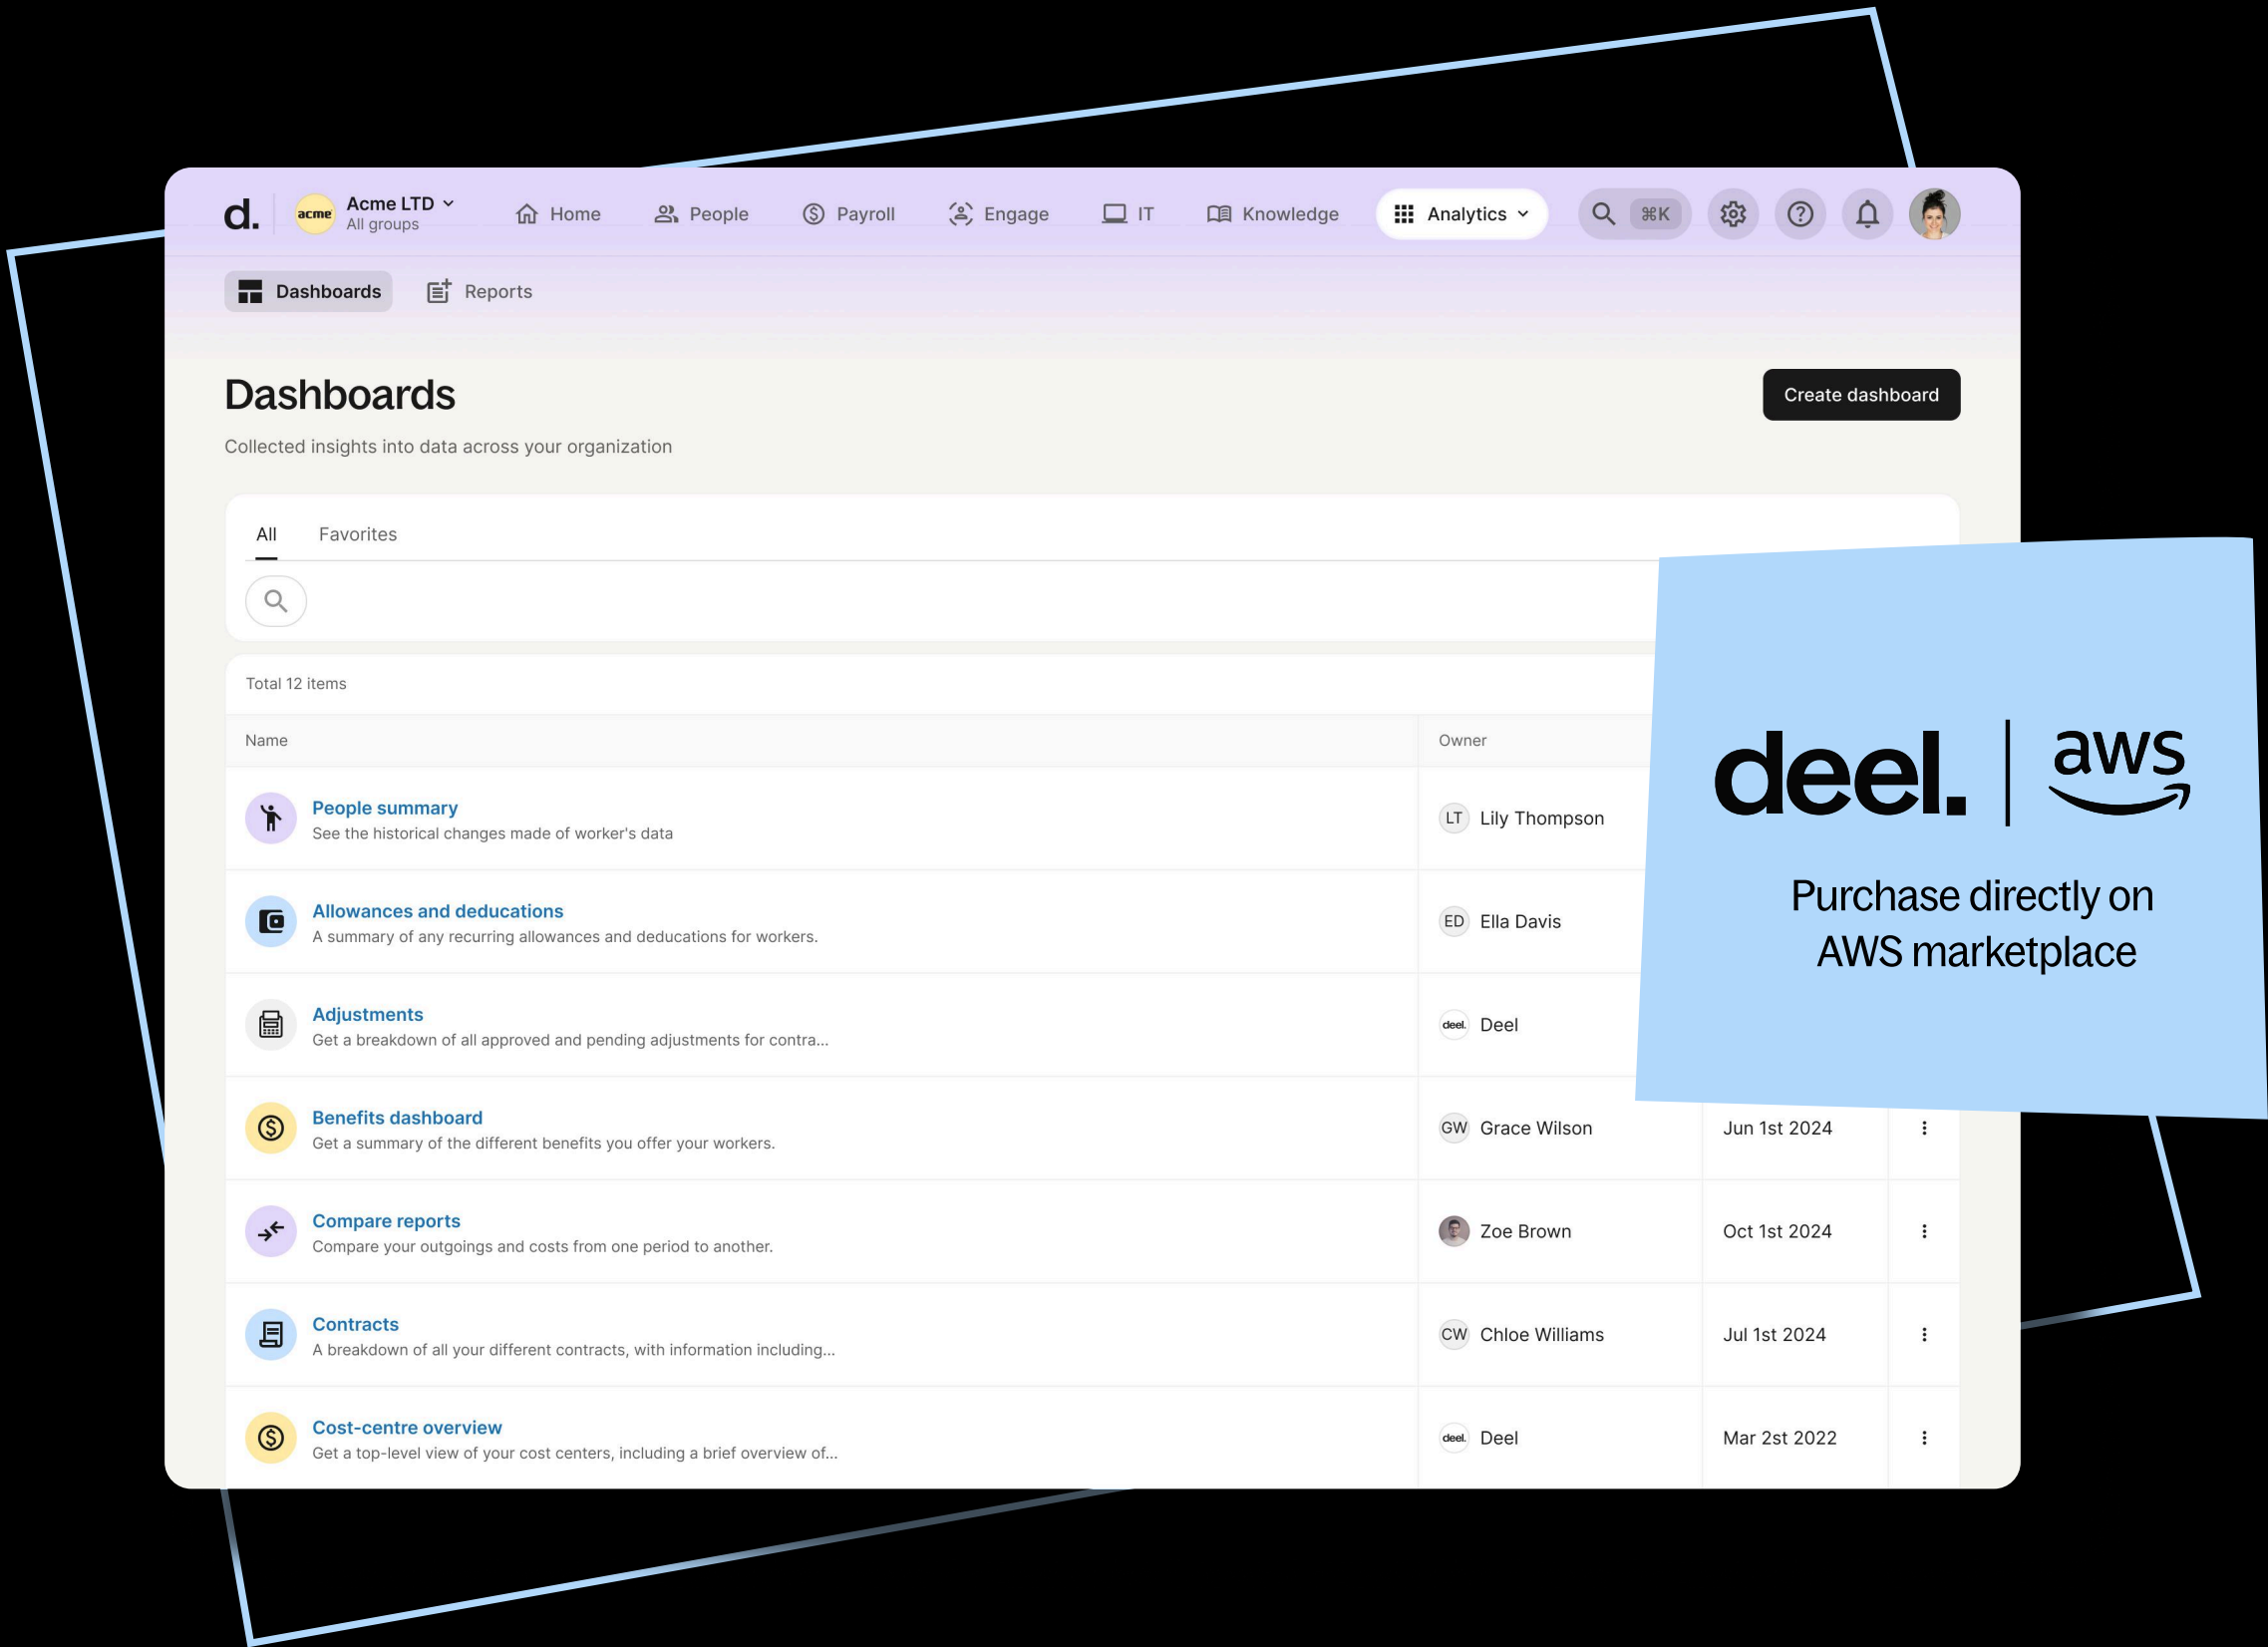 d.
acme
Acme LTD
All groups
Home
People
Payroll
Engage
IT
Knowledge
Analytics
⌘K
Dashboards
Reports
Dashboards
Create dashboard
Collected insights into data across your organization
All
Favorites
Total 12 items
Name
Owner
People summary
See the historical changes made of worker's data
LT
Lily Thompson
Allowances and deducations
A summary of any recurring allowances and deducations for workers.
ED
Ella Davis
Adjustments
Get a breakdown of all approved and pending adjustments for contra...
deel.
Deel
Benefits dashboard
Get a summary of the different benefits you offer your workers.
GW
Grace Wilson
Jun 1st 2024
Compare reports
Compare your outgoings and costs from one period to another.
Zoe Brown
Oct 1st 2024
Contracts
A breakdown of all your different contracts, with information including...
CW
Chloe Williams
Jul 1st 2024
Cost-centre overview
Get a top-level view of your cost centers, including a brief overview of...
deel.
Deel
Mar 2st 2022
deel.
aws
Purchase directly on
AWS marketplace